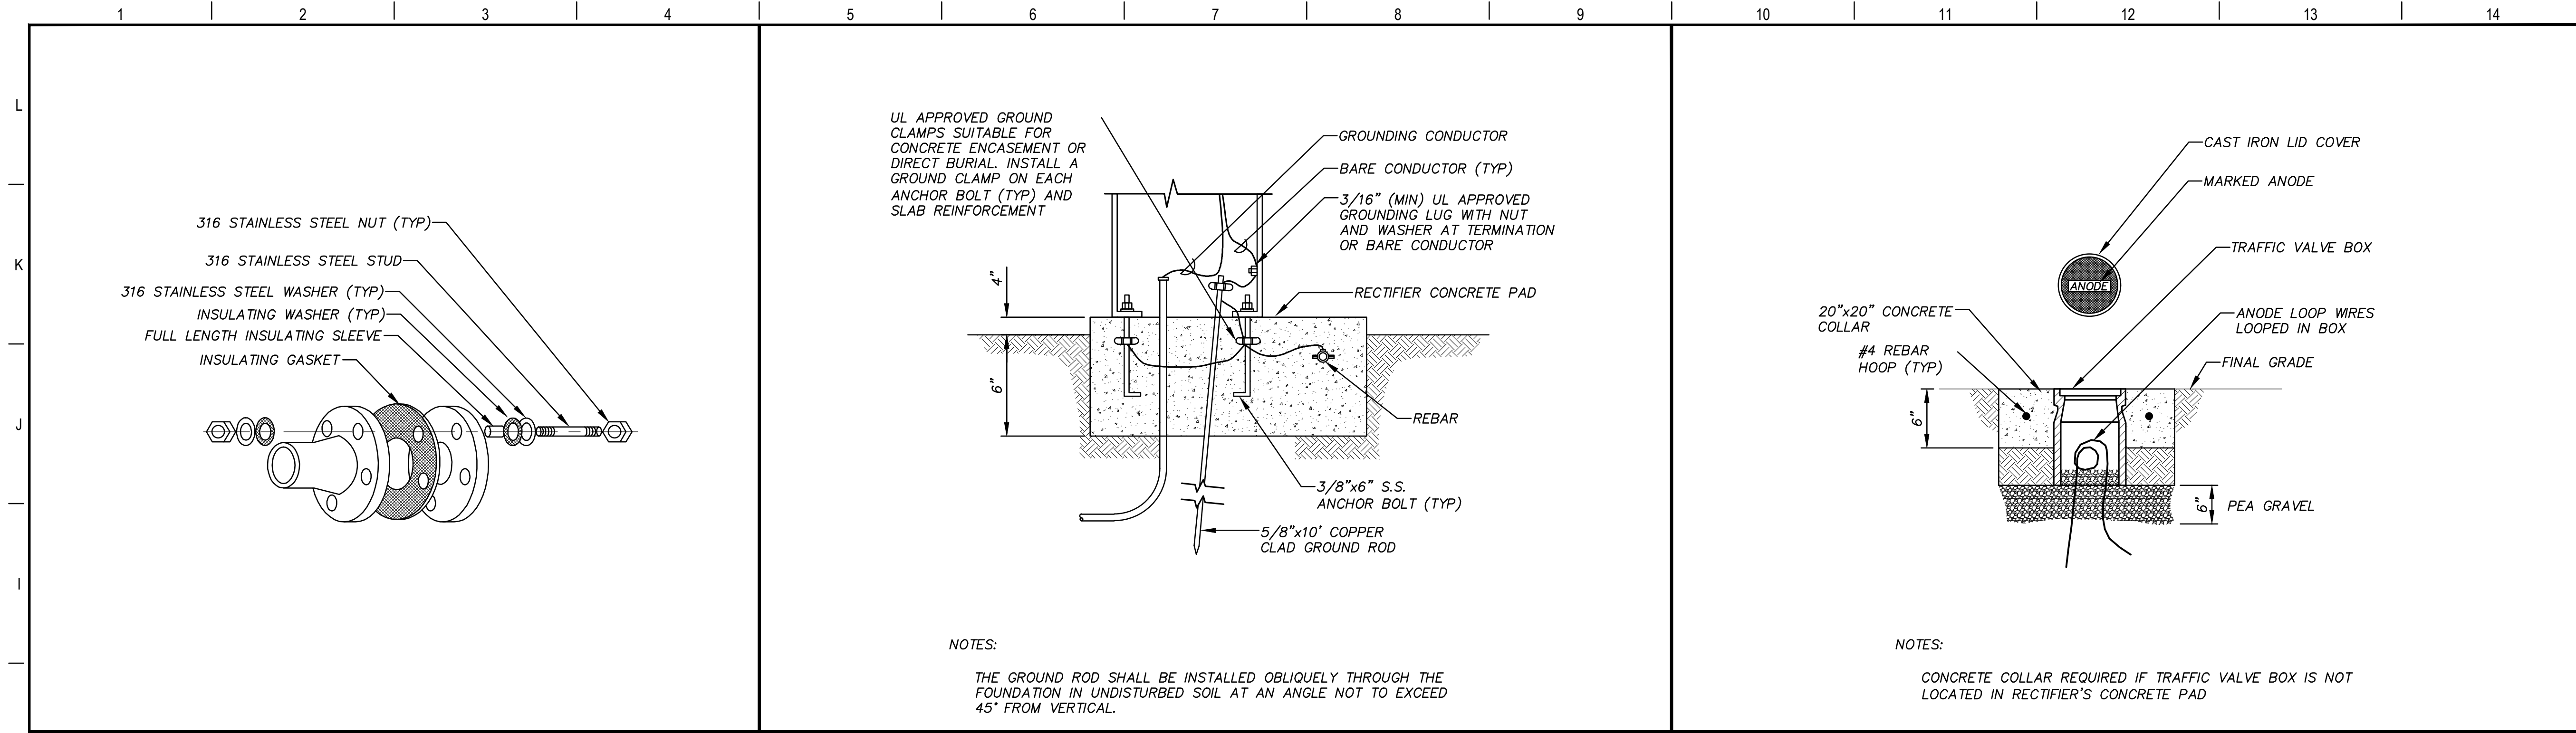 1 2 3 4 5 6 7 8 9 10 11 12 13 14
L
K
J
I
316 STAINLESS STEEL NUT (TYP)
316 STAINLESS STEEL STUD
316 STAINLESS STEEL WASHER (TYP)
INSULATING WASHER (TYP)
FULL LENGTH INSULATING SLEEVE
INSULATING GASKET
UL APPROVED GROUND
CLAMPS SUITABLE FOR
CONCRETE ENCASEMENT OR
DIRECT BURIAL. INSTALL A
GROUND CLAMP ON EACH
ANCHOR BOLT (TYP) AND
SLAB REINFORCEMENT
GROUNDING CONDUCTOR
BARE CONDUCTOR (TYP)
3/16" (MIN) UL APPROVED
GROUNDING LUG WITH NUT
AND WASHER AT TERMINATION
OR BARE CONDUCTOR
4"
RECTIFIER CONCRETE PAD
6"
REBAR
3/8"x6" S.S.
ANCHOR BOLT (TYP)
5/8"x10' COPPER
CLAD GROUND ROD
NOTES:
THE GROUND ROD SHALL BE INSTALLED OBLIQUELY THROUGH THE
FOUNDATION IN UNDISTURBED SOIL AT AN ANGLE NOT TO EXCEED
45° FROM VERTICAL.
CAST IRON LID COVER
MARKED ANODE
TRAFFIC VALVE BOX
ANODE
20"x20" CONCRETE
COLLAR
ANODE LOOP WIRES
LOOPED IN BOX
#4 REBAR
HOOP (TYP)
FINAL GRADE
6"
6"
PEA GRAVEL
NOTES:
CONCRETE COLLAR REQUIRED IF TRAFFIC VALVE BOX IS NOT
LOCATED IN RECTIFIER'S CONCRETE PAD